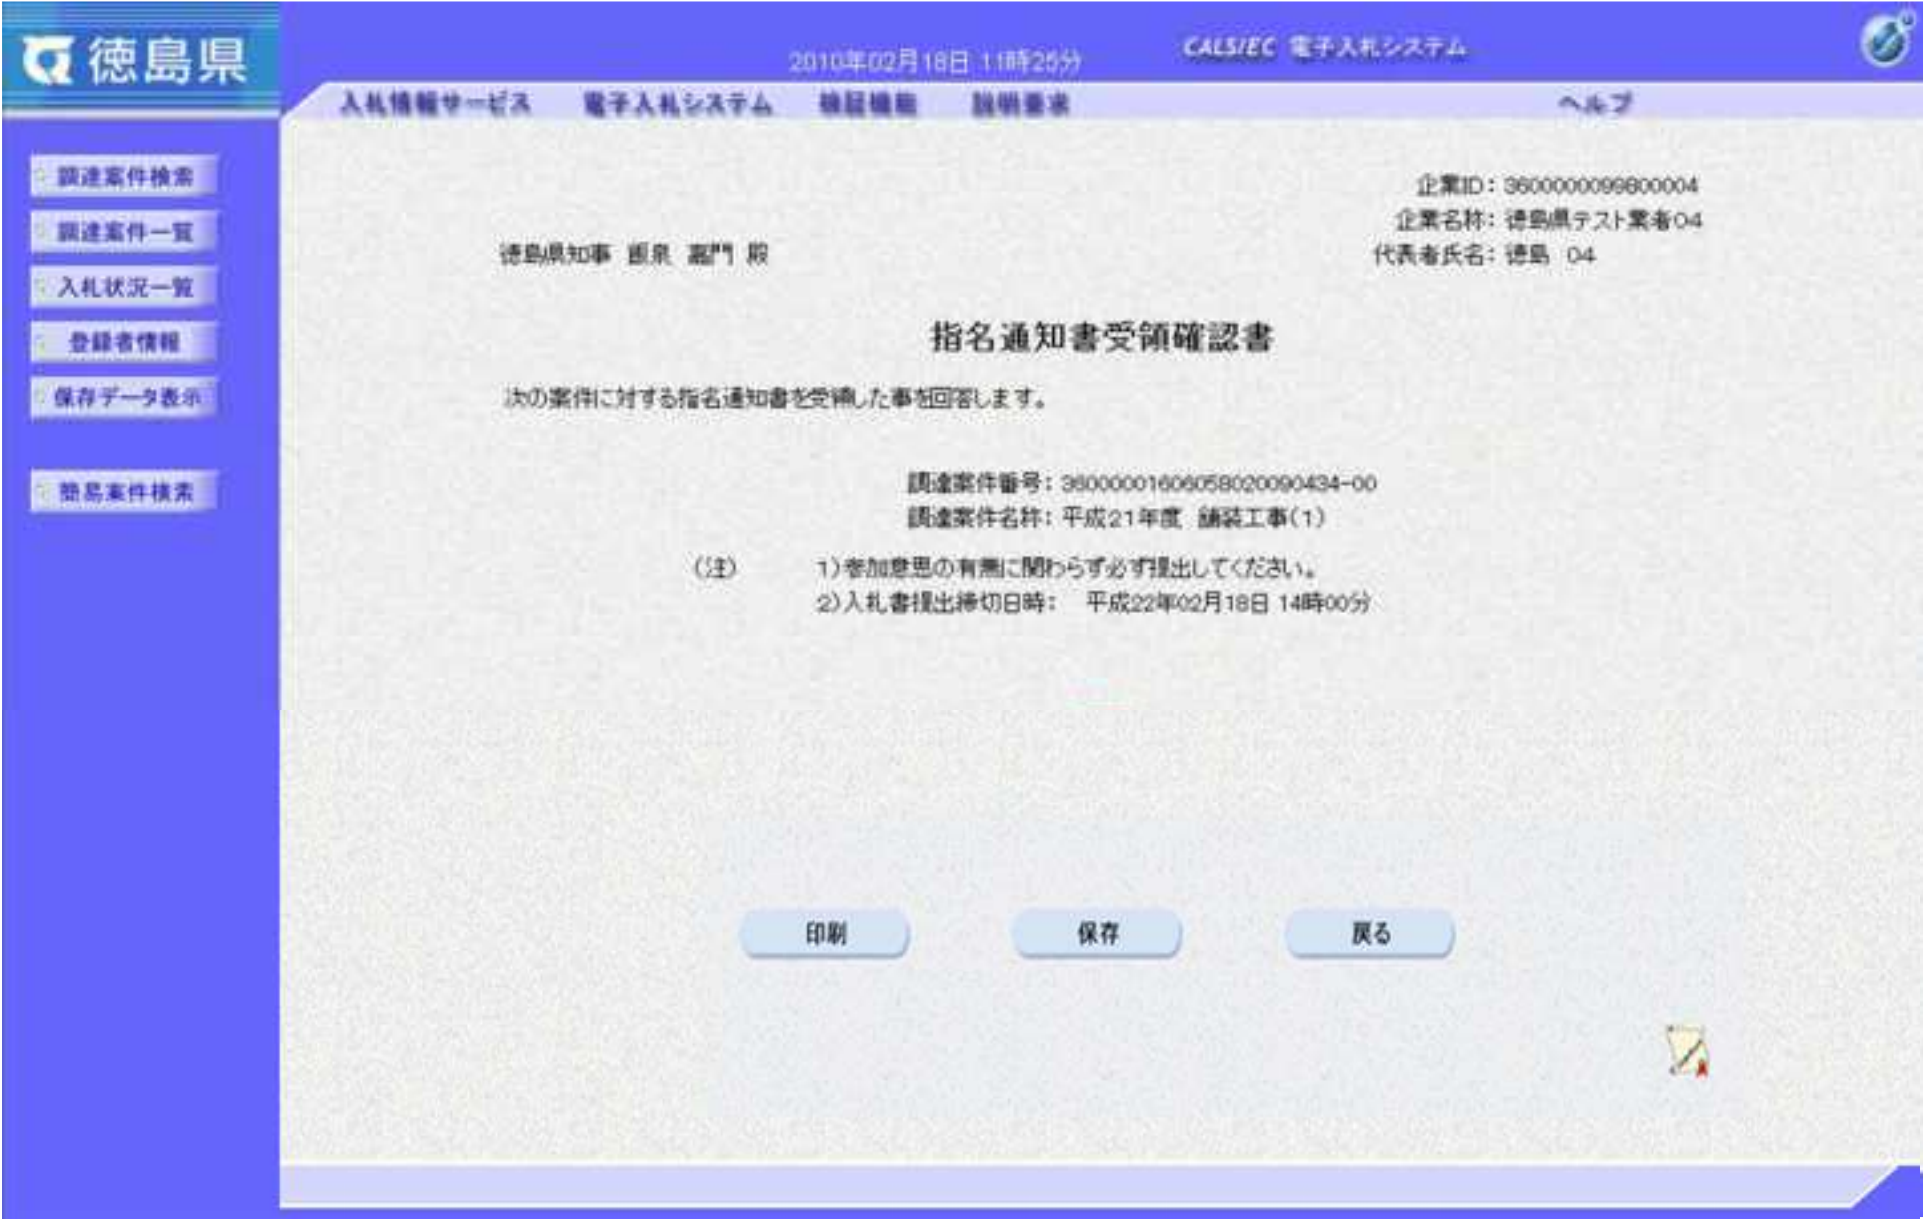 徳島県
2010年02月18日 11時25分
CALS/EC 電子入札システム
入札情報サービス 電子入札システム 検証機能 説明要求 ヘルプ
調達案件検索
調達案件一覧
入札状況一覧
登録者情報
保存データ表示
簡易案件検索
企業ID：3600000099800004
企業名称：徳島県テスト業者04
代表者氏名：徳島 04
徳島県知事 飯泉 嘉門 殿
指名通知書受領確認書
次の案件に対する指名通知書を受領した事を回答します。
調達案件番号：3600000160605802009​0434-00
調達案件名称：平成21年度 舗装工事(1)
（注） 1)参加意思の有無に関わらず必ず提出してください。
2)入札書提出締切日時： 平成22年02月18日 14時00分
印刷
保存
戻る